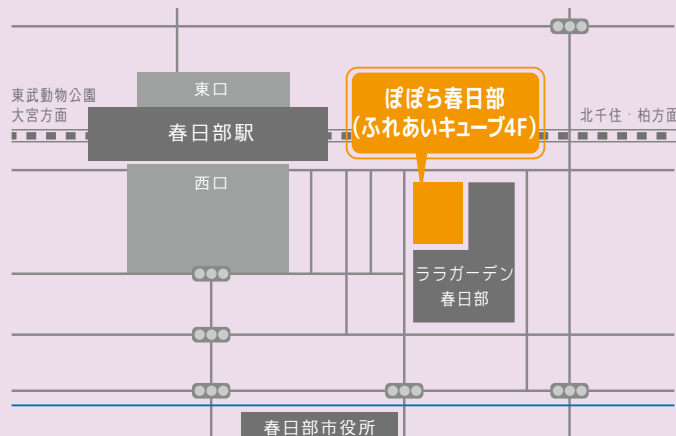 東口
東武動物公園
大宮方面
春日部駅
ぽぽら春日部
(ふれあいキューブ4F)
北千住・柏方面
西口
ララガーデン
春日部
春日部市役所